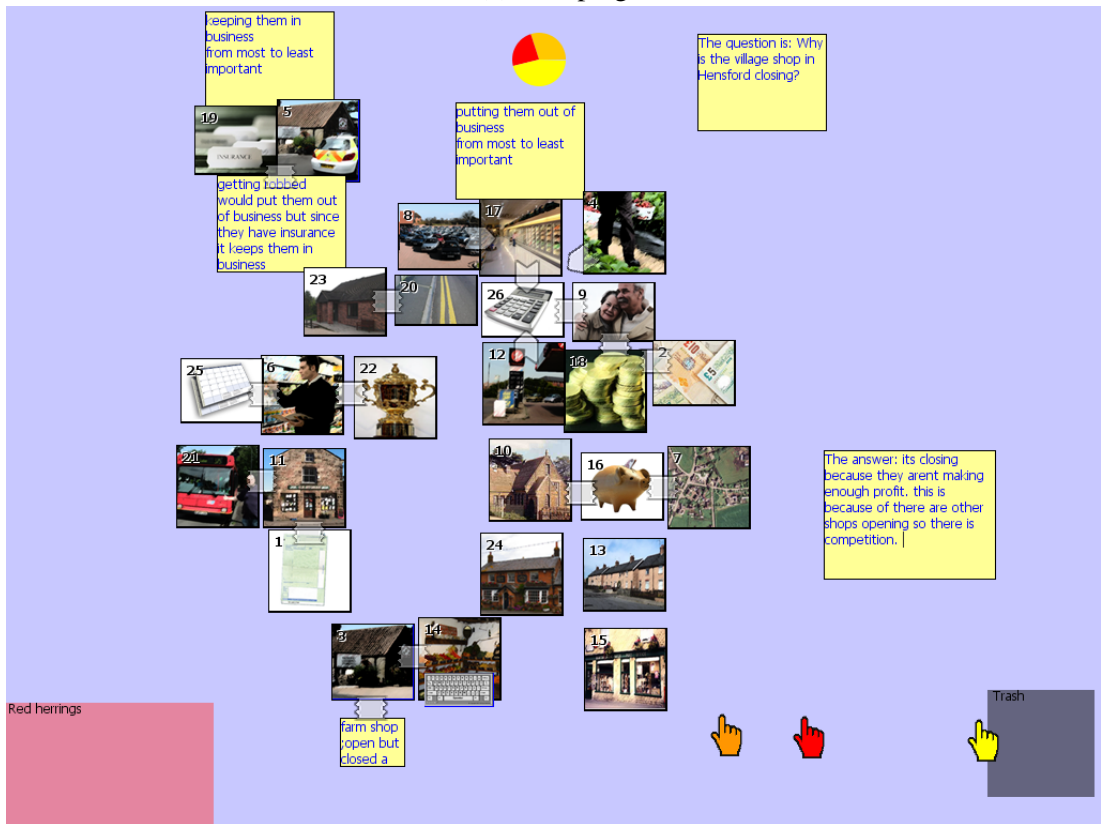 keeping them in
business
from most to least
important
The question is: Why
is the village shop in
Hensford closing?
putting them out of
business
from most to least
important
19
5
INSURANCE
getting robbed
would put them out
of business but since
they have insurance
it keeps them in
business
8
17
4
23
20
26
9
12
18
2
£10
£5
25
6
22
21
11
10
16
7
The answer: its closing
because they arent making
enough profit. this is
because of there are other
shops opening so there is
competition.
1
24
13
3
14
15
Red herrings
Trash
farm shop
;open but
closed a